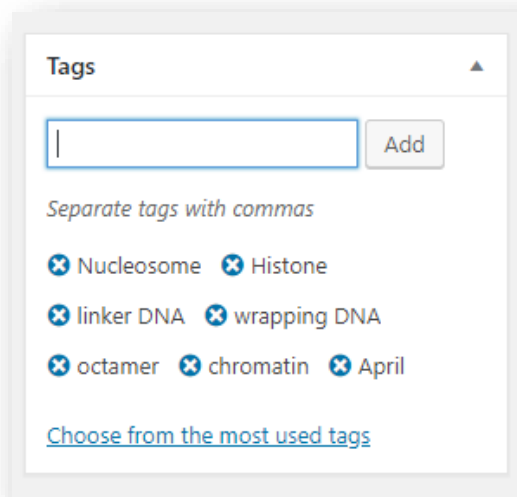 Tags
Add
Separate tags with commas
Nucleosome Histone
linker DNA wrapping DNA
octamer chromatin April
Choose from the most used tags